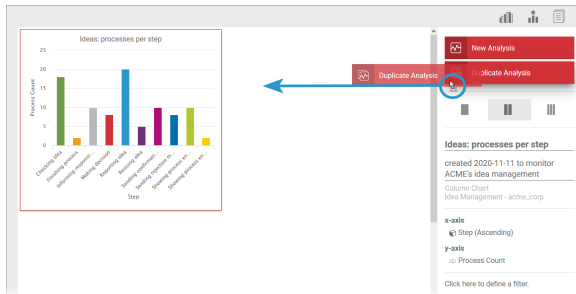 New Analysis
Duplicate Analysis
Duplicate Analysis
Ideas: processes per step
25
20
15
10
5
0
Process Count
Checking idea
Finishing process
Informing responsi...
Making decision
Reporting idea
Revising idea
Sending confirmat...
Sending rejection m...
Showing process en...
Showing process en...
Step
Ideas: processes per step
created 2020-11-11 to monitor
ACME's idea management
Column Chart
Idea Management - acme_corp
x-axis
Step (Ascending)
y-axis
Process Count
Click here to define a filter.